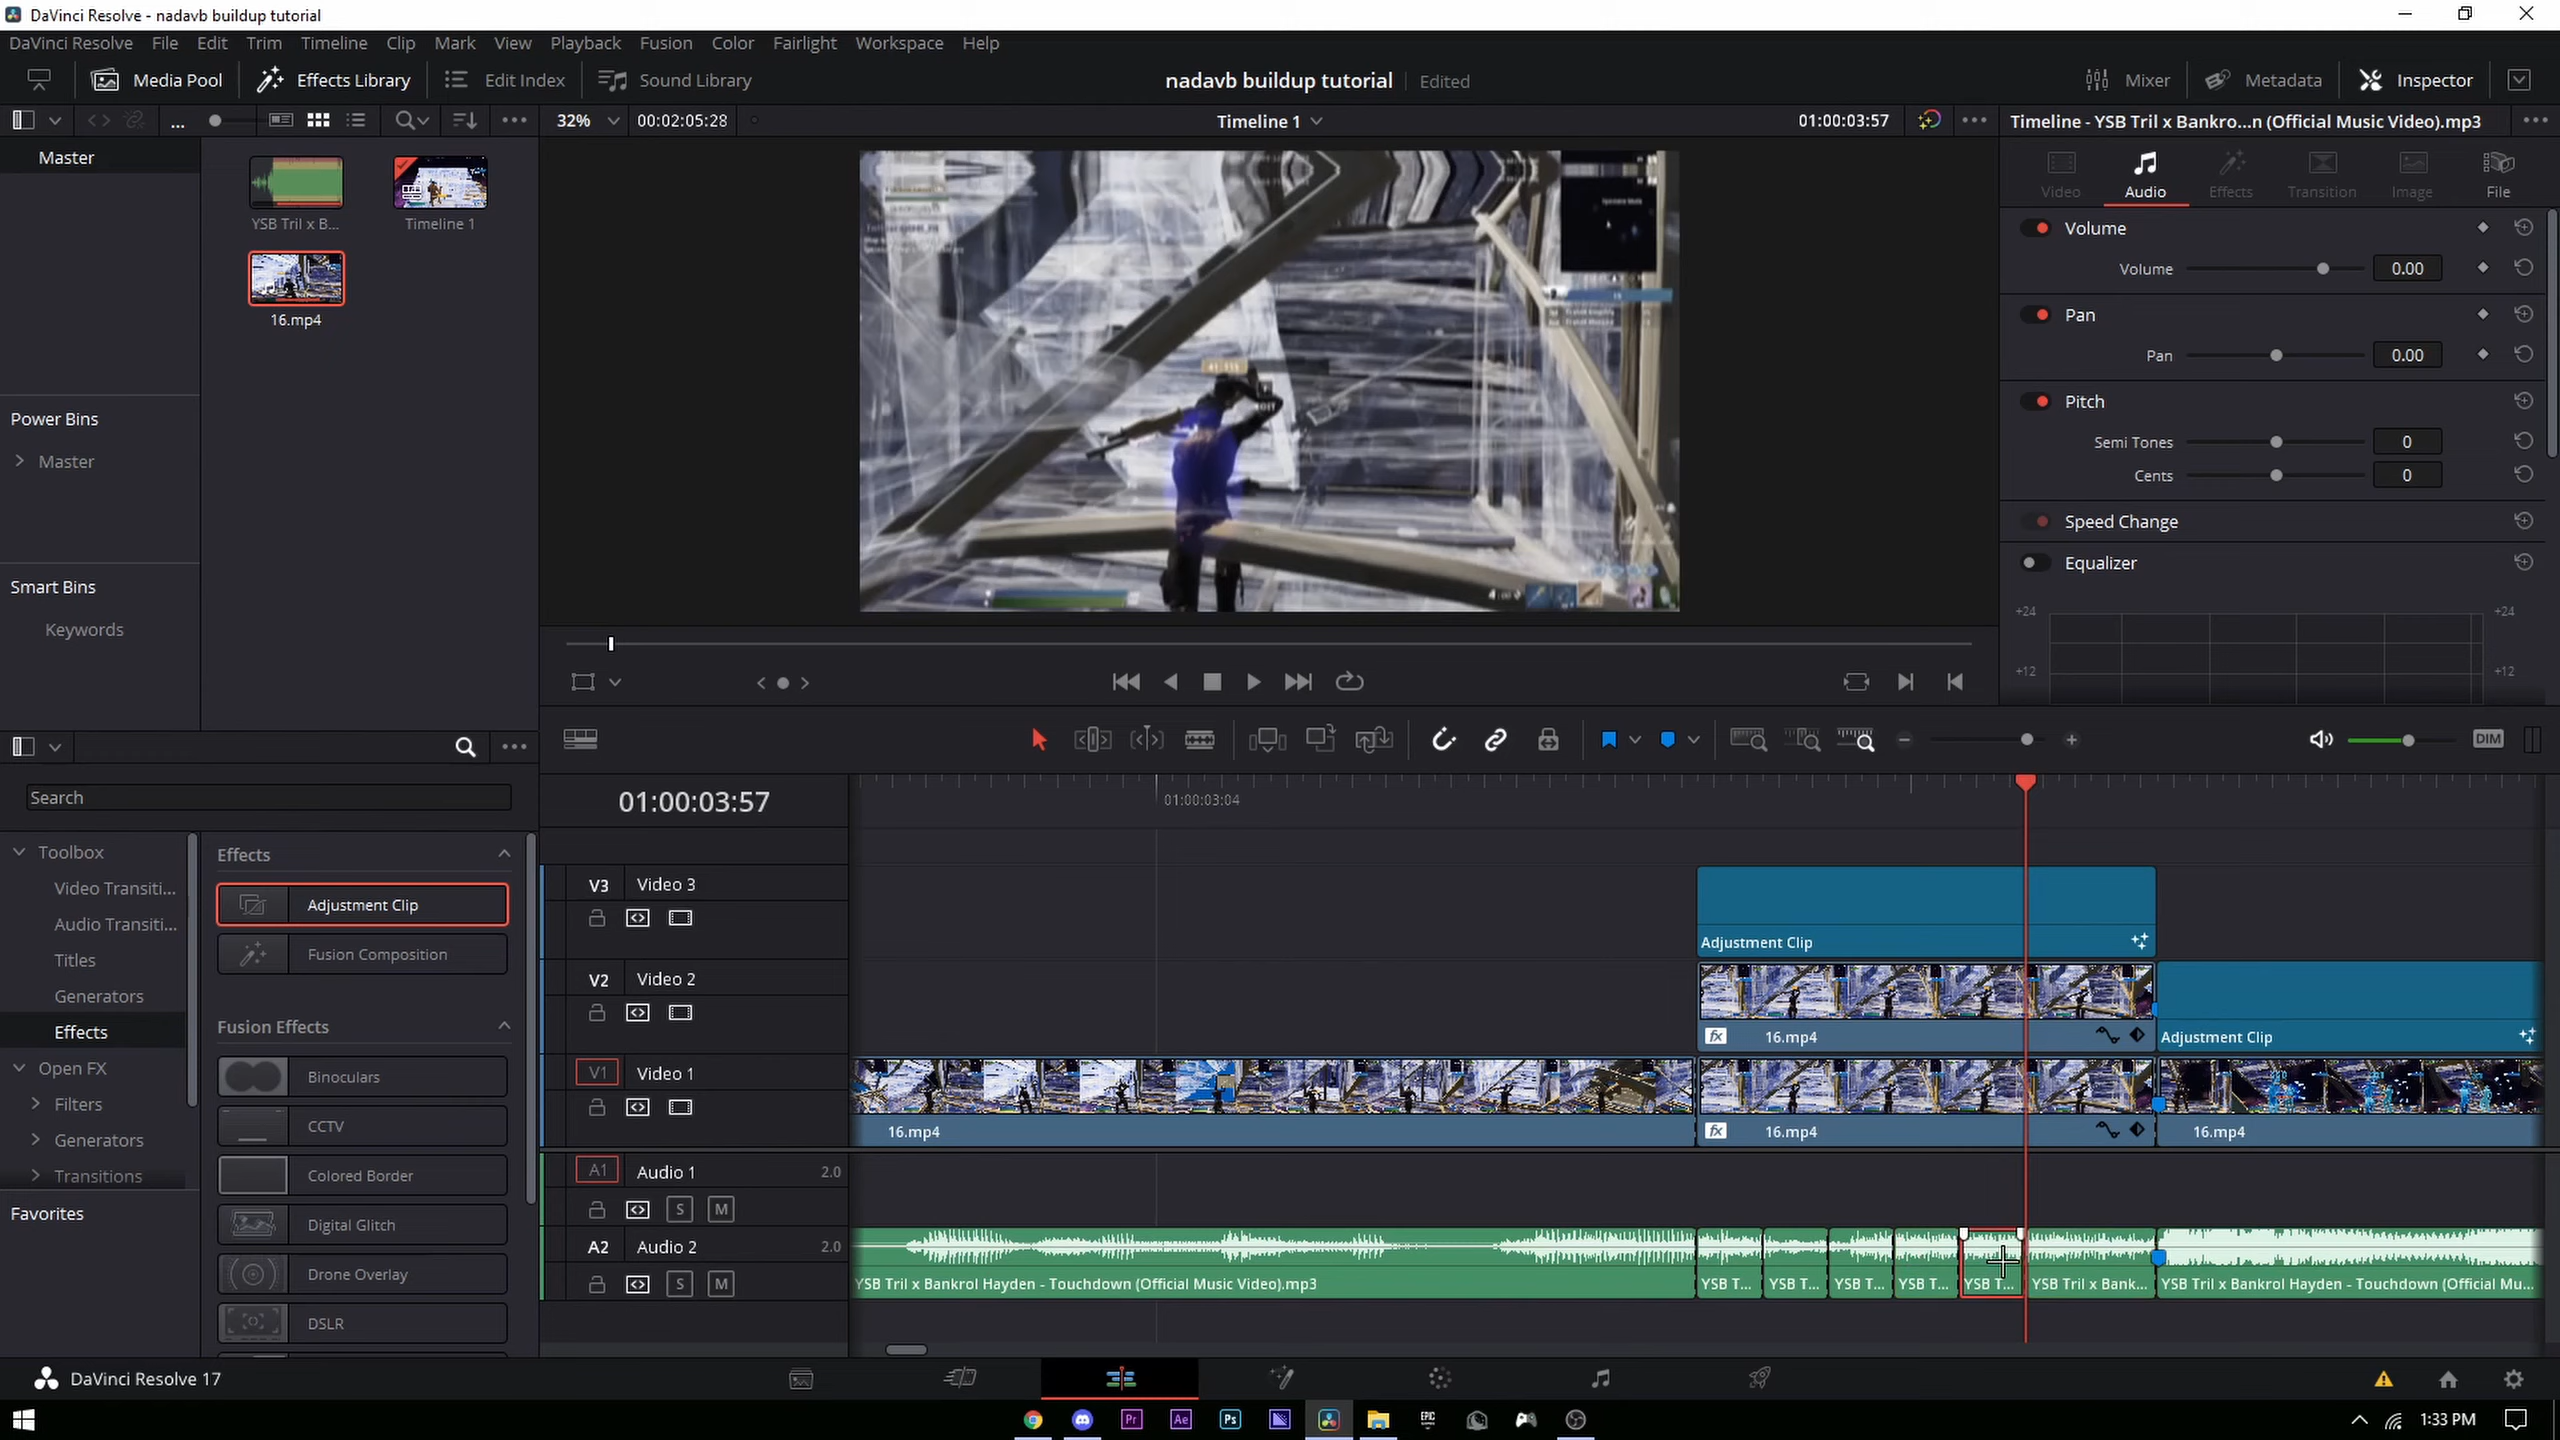 DaVinci Resolve - nadavb buildup tutorial
DaVinci Resolve File Edit Trim Timeline Clip Mark View Playback Fusion Color Fairlight Workspace Help
Media Pool Effects Library Edit Index Sound Library nadavb buildup tutorial Edited Mixer Metadata Inspector
... 32% 00:02:05:28 Timeline 1 01:00:03:57 Timeline - YSB Tril x Bankro...n (Official Music Video).mp3
Master
YSB Tril x B...
Timeline 1
16.mp4
Power Bins
Master
Smart Bins
Keywords
Video Audio Effects Transition Image File
Volume
Volume 0.00
Pan
Pan 0.00
Pitch
Semi Tones 0
Cents 0
Speed Change
Equalizer
+24 +24
+12 +12
DIM
Search
Toolbox
Video Transiti...
Audio Transiti...
Titles
Generators
Effects
Open FX
Filters
Generators
Transitions
Favorites
Effects
Adjustment Clip
Fusion Composition
Fusion Effects
Binoculars
CCTV
Colored Border
Digital Glitch
Drone Overlay
DSLR
01:00:03:57 01:00:03:04
V3 Video 3
Adjustment Clip
V2 Video 2
fx 16.mp4 Adjustment Clip
V1 Video 1
16.mp4 fx 16.mp4 16.mp4
A1 Audio 1 2.0
S M
A2 Audio 2 2.0
S M
YSB Tril x Bankrol Hayden - Touchdown (Official Music Video).mp3 YSB T... YSB T... YSB T... YSB T... YSB T... YSB Tril x Bank... YSB Tril x Bankrol Hayden - Touchdown (Official Mu...
DaVinci Resolve 17
Pr Ae Ps EPIC GAMES 1:33 PM